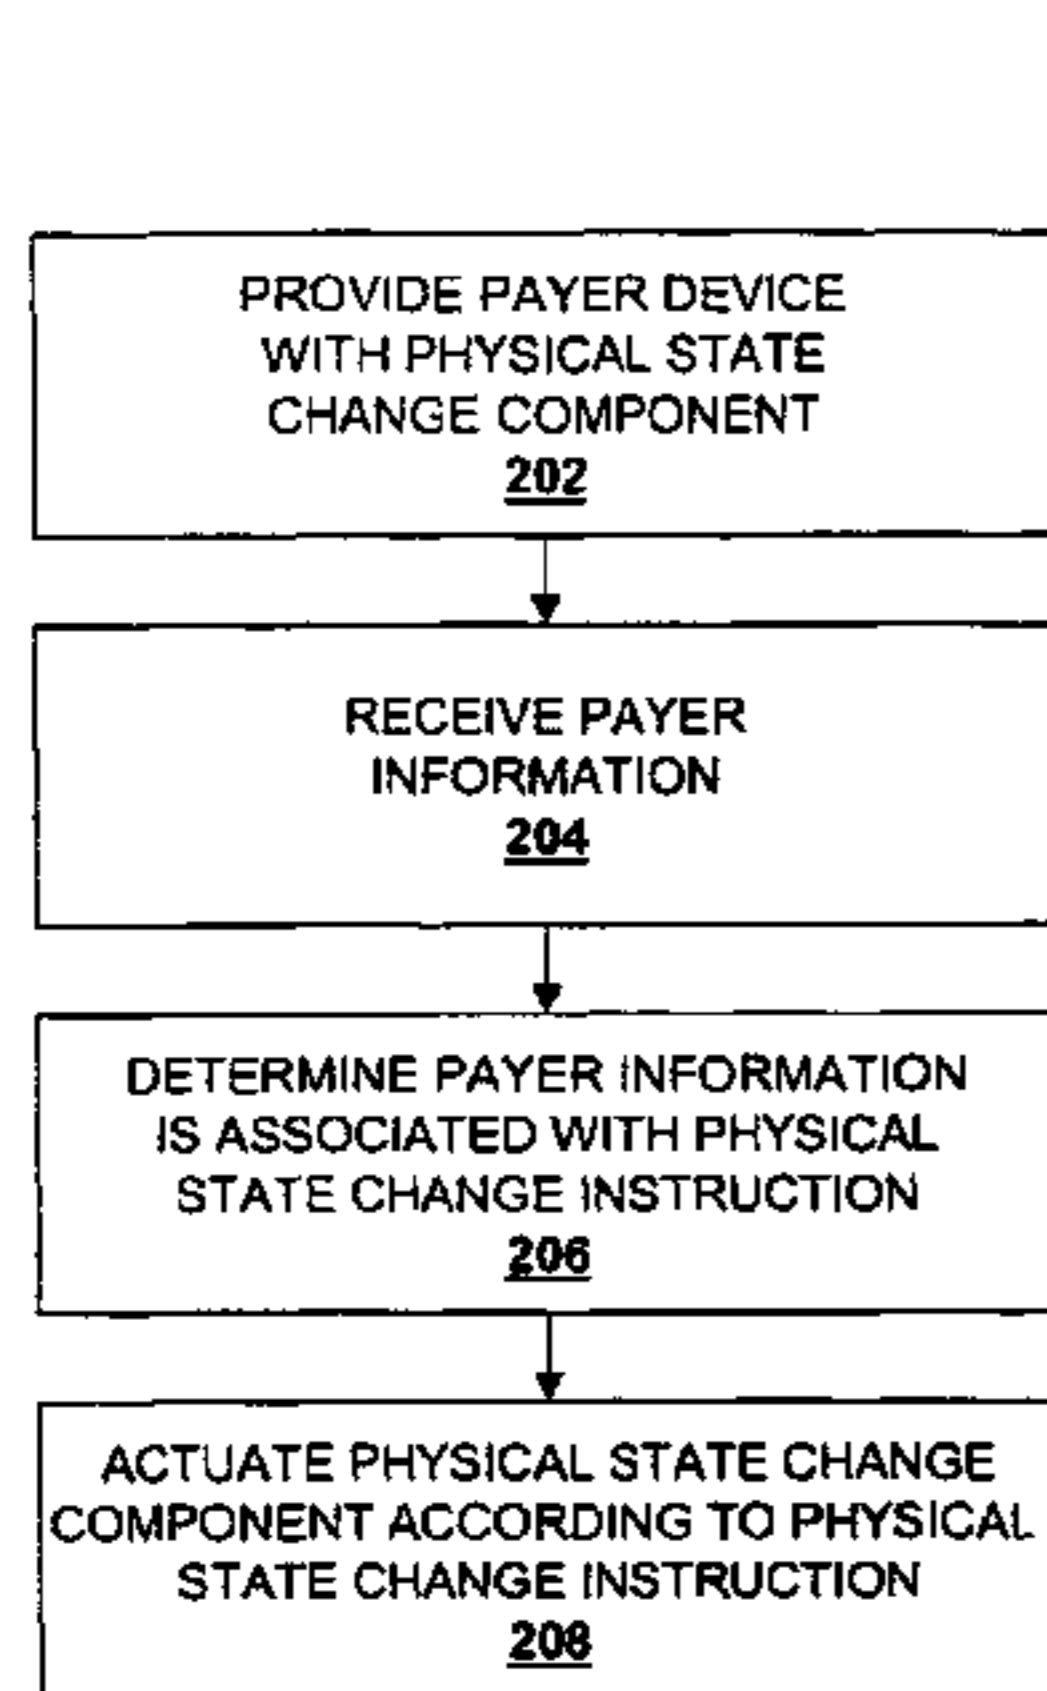 PROVIDE PAYER DEVICE
WITH PHYSICAL STATE
CHANGE COMPONENT
202
RECEIVE PAYER
INFORMATION
204
DETERMINE PAYER INFORMATION
IS ASSOCIATED WITH PHYSICAL
STATE CHANGE INSTRUCTION
206
ACTUATE PHYSICAL STATE CHANGE
COMPONENT ACCORDING TO PHYSICAL
STATE CHANGE INSTRUCTION
208